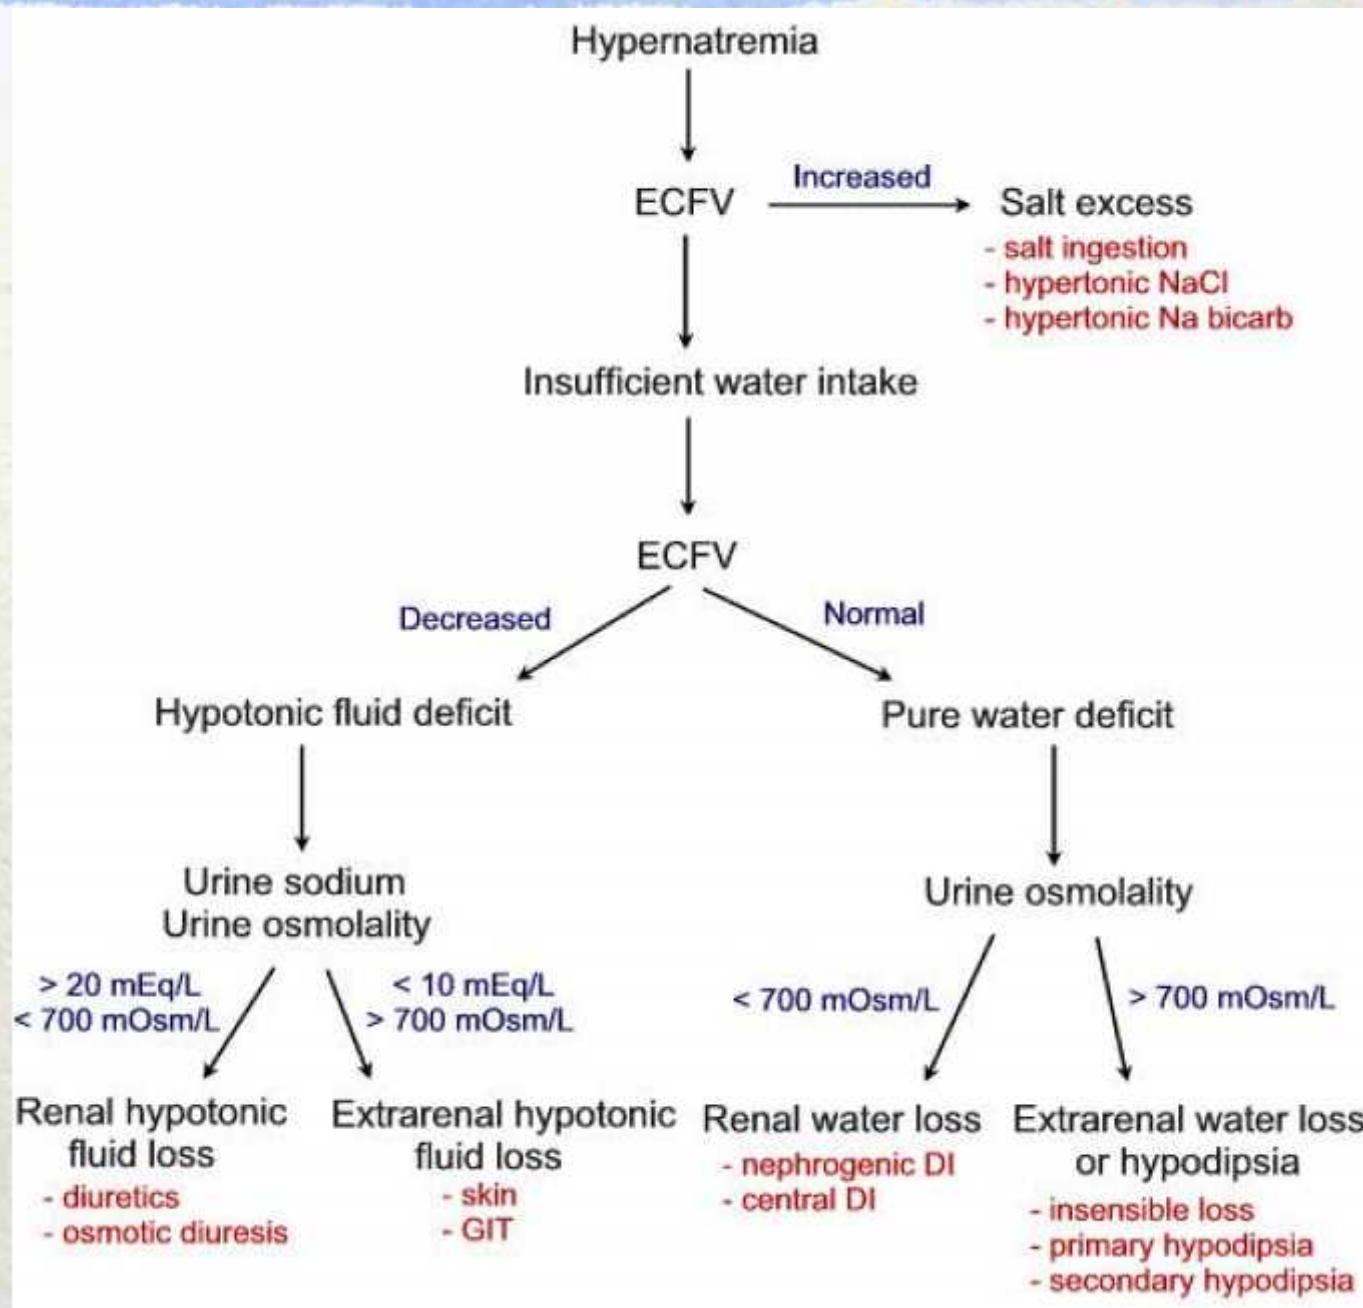 Hypernatremia
Increased
ECFV
Salt excess
- salt ingestion
- hypertonic NaCl
- hypertonic Na bicarb
Insufficient water intake
ECFV
Decreased
Normal
Hypotonic fluid deficit
Pure water deficit
Urine sodium
Urine osmolality
Urine osmolality
> 20 mEq/L
< 700 mOsm/L
< 10 mEq/L
> 700 mOsm/L
< 700 mOsm/L
> 700 mOsm/L
Renal hypotonic
fluid loss
- diuretics
- osmotic diuresis
Extrarenal hypotonic
fluid loss
- skin
- GIT
Renal water loss
- nephrogenic DI
- central DI
Extrarenal water loss
or hypodipsia
- insensible loss
- primary hypodipsia
- secondary hypodipsia